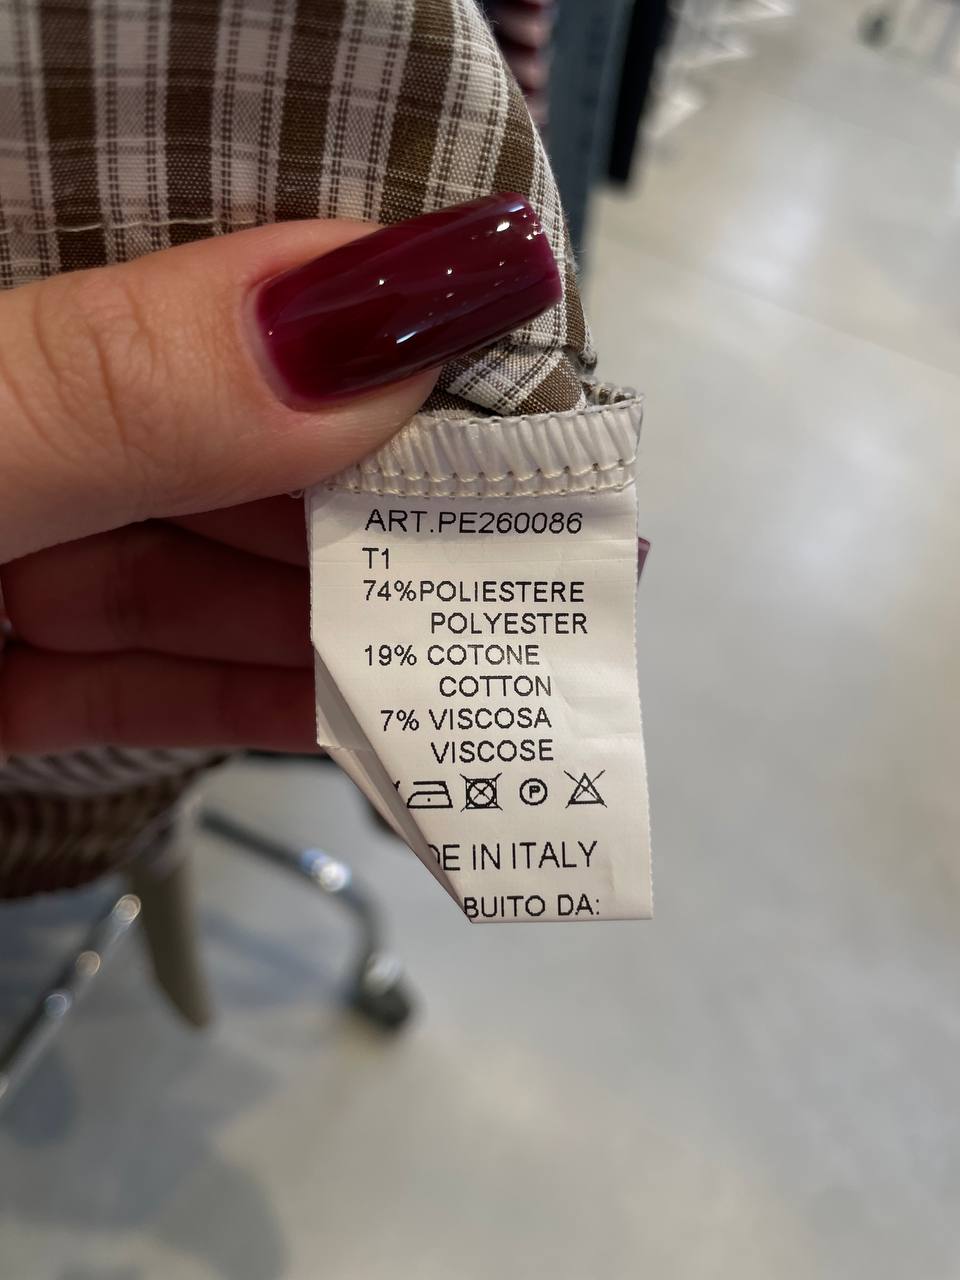 ART.PE260086
T1
74%POLIESTERE
POLYESTER
19% COTONE
COTTON
7% VISCOSA
VISCOSE
P
DE IN ITALY
BUITO DA: